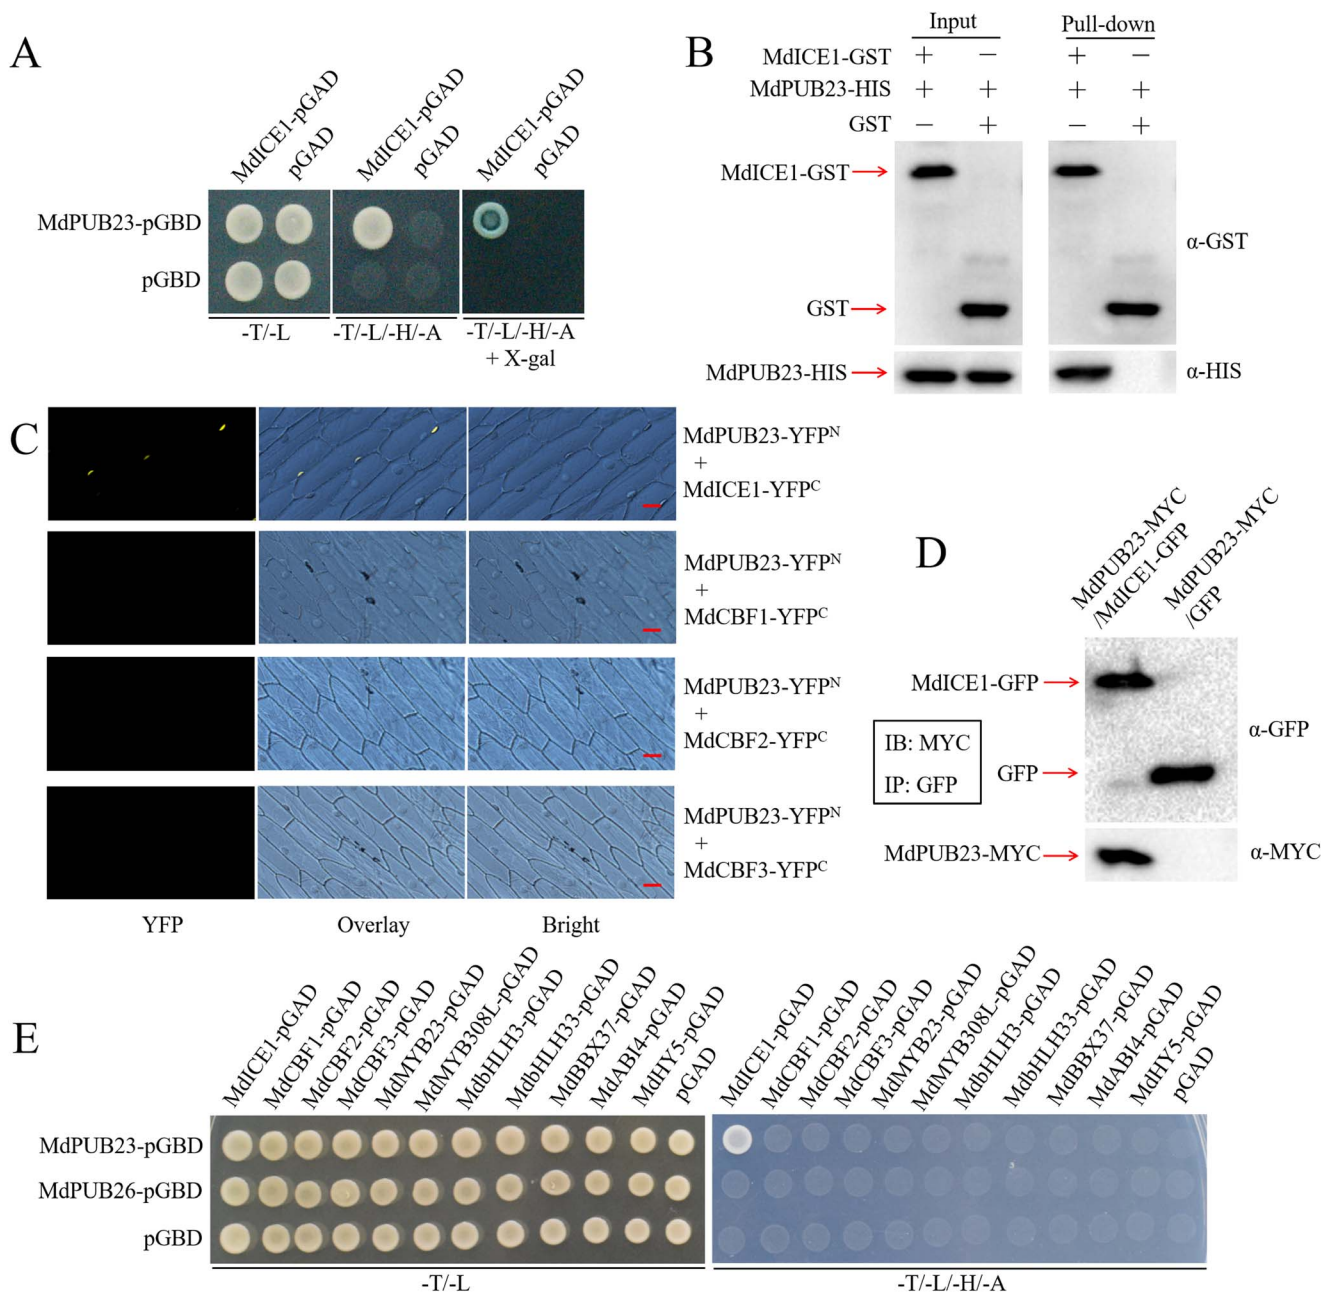 A
MdICE1-pGAD
pGAD
MdICE1-pGAD
pGAD
MdICE1-pGAD
pGAD
MdPUB23-pGBD
pGBD
-T/-L
-T/-L/-H/-A
-T/-L/-H/-A
+ X-gal
B
Input
Pull-down
MdICE1-GST + − + −
MdPUB23-HIS + + + +
GST − + − +
MdICE1-GST
α-GST
GST
MdPUB23-HIS
α-HIS
C
MdPUB23-YFPᴺ
+
MdICE1-YFPᶜ
MdPUB23-YFPᴺ
+
MdCBF1-YFPᶜ
MdPUB23-YFPᴺ
+
MdCBF2-YFPᶜ
MdPUB23-YFPᴺ
+
MdCBF3-YFPᶜ
YFP
Overlay
Bright
D
MdPUB23-MYC
/MdICE1-GFP
MdPUB23-MYC
/GFP
MdICE1-GFP
α-GFP
IB: MYC
IP: GFP
GFP
MdPUB23-MYC
α-MYC
E
MdICE1-pGAD
MdCBF1-pGAD
MdCBF2-pGAD
MdCBF3-pGAD
MdMYB23-pGAD
MdMYB308L-pGAD
MdbHLH3-pGAD
MdbHLH33-pGAD
MdBBX37-pGAD
MdABI4-pGAD
MdHY5-pGAD
pGAD
MdICE1-pGAD
MdCBF1-pGAD
MdCBF2-pGAD
MdCBF3-pGAD
MdMYB23-pGAD
MdMYB308L-pGAD
MdbHLH3-pGAD
MdbHLH33-pGAD
MdBBX37-pGAD
MdABI4-pGAD
MdHY5-pGAD
pGAD
MdPUB23-pGBD
MdPUB26-pGBD
pGBD
-T/-L
-T/-L/-H/-A